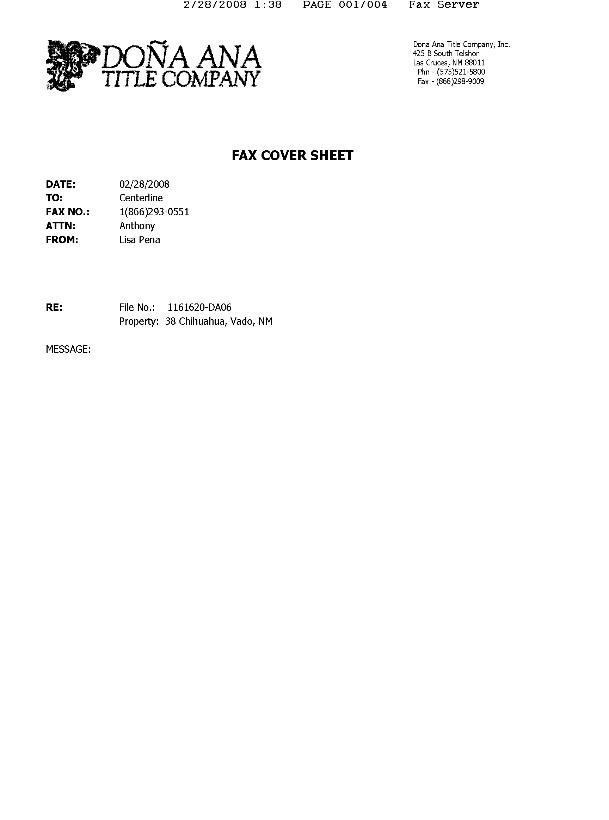 2/28/2008 1:38 PAGE 001/004 Fax Server
DOÑA ANA
TITLE COMPANY
Dona Ana Title Company, Inc.
425 B South Telshor
Las Cruces, NM 88011
Phn - (575)521-5800
Fax - (866)298-9009
FAX COVER SHEET
DATE: 02/28/2008
TO: Centerline
FAX NO.: 1(866)293-0551
ATTN: Anthony
FROM: Lisa Pena
RE: File No.: 1161620-DA06
Property: 38 Chihuahua, Vado, NM
MESSAGE: